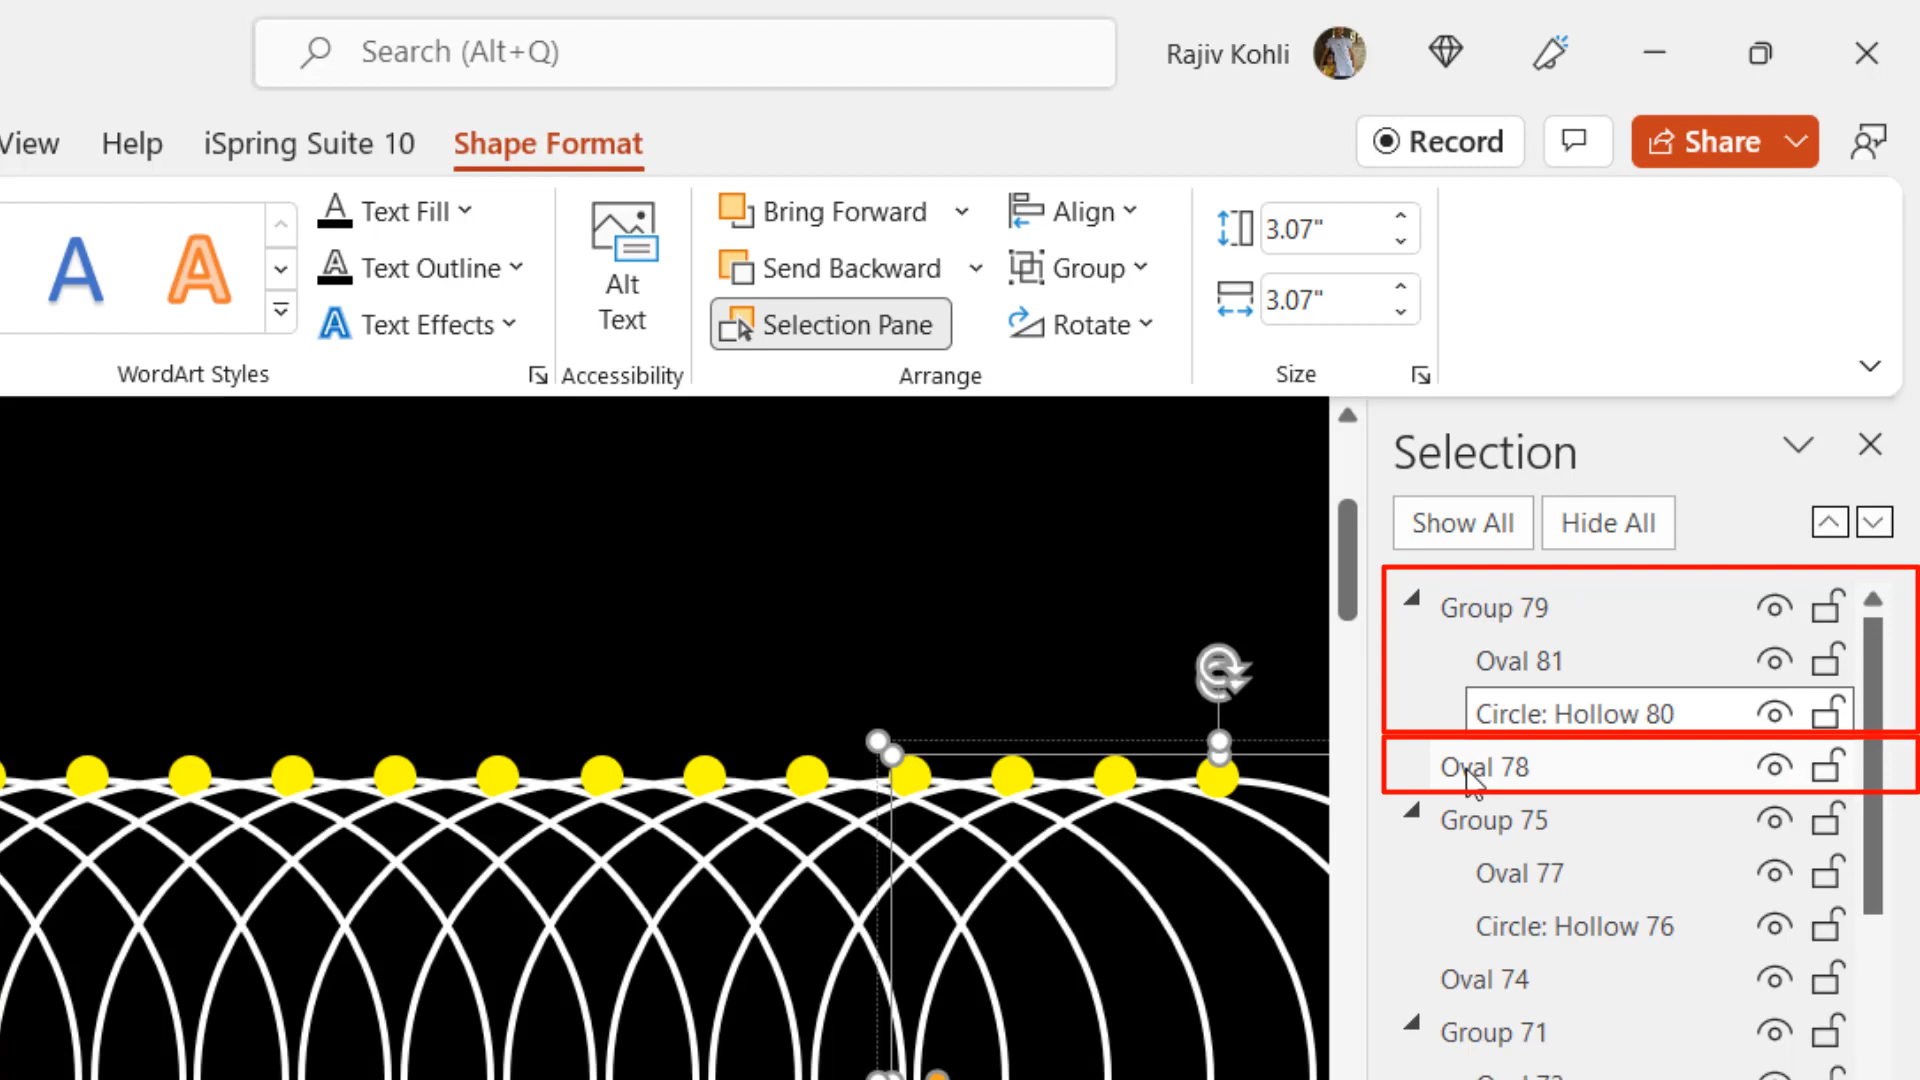 Search (Alt+Q)
Rajiv Kohli
View
Help
iSpring Suite 10
Shape Format
Record
Share
A
A
A Text Fill
A Text Outline
A Text Effects
WordArt Styles
Alt
Text
Accessibility
Bring Forward
Send Backward
Selection Pane
Align
Group
Rotate
Arrange
3.07"
3.07"
Size
Selection
Show All
Hide All
Group 79
Oval 81
Circle: Hollow 80
Oval 78
Group 75
Oval 77
Circle: Hollow 76
Oval 74
Group 71